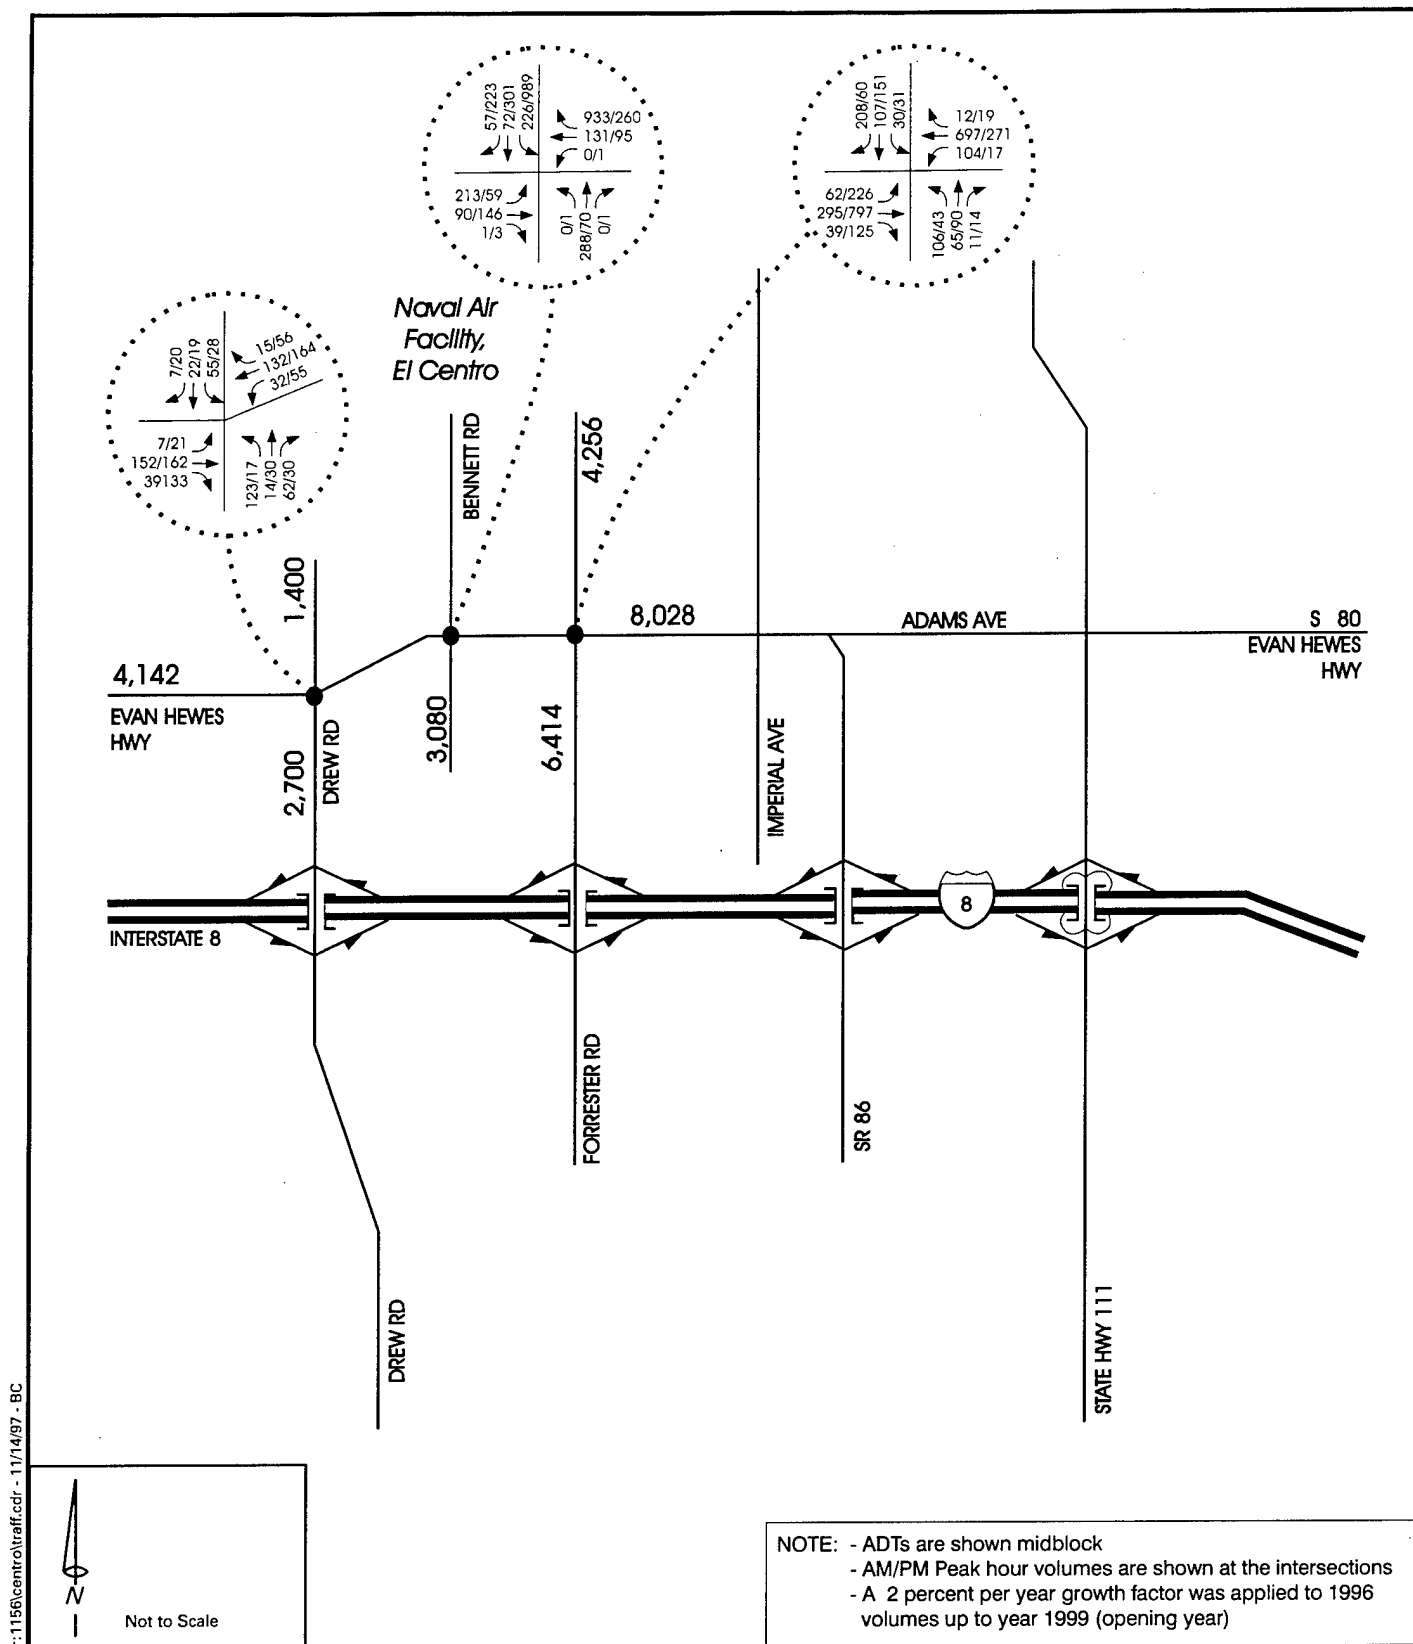 57/223
72/301
226/989
933/260
131/95
0/1
213/59
90/146
1/3
0/1
288/70
0/1
208/60
107/151
30/31
12/19
697/271
104/17
62/226
295/797
39/125
106/43
65/90
11/14
Naval Air
Facility,
El Centro
7/20
22/19
55/28
15/56
132/164
32/55
7/21
152/162
39133
123/17
14/30
62/30
BENNETT RD
4,256
1,400
8,028
ADAMS AVE
S 80
EVAN HEWES
HWY
4,142
EVAN HEWES
HWY
2,700
DREW RD
3,080
6,414
IMPERIAL AVE
8
INTERSTATE 8
FORRESTER RD
SR 86
DREW RD
STATE HWY 111
r:1156\centro\traff.cdr - 11/14/97 - BC
N
Not to Scale
NOTE: - ADTs are shown midblock
- AM/PM Peak hour volumes are shown at the intersections
- A 2 percent per year growth factor was applied to 1996
volumes up to year 1999 (opening year)